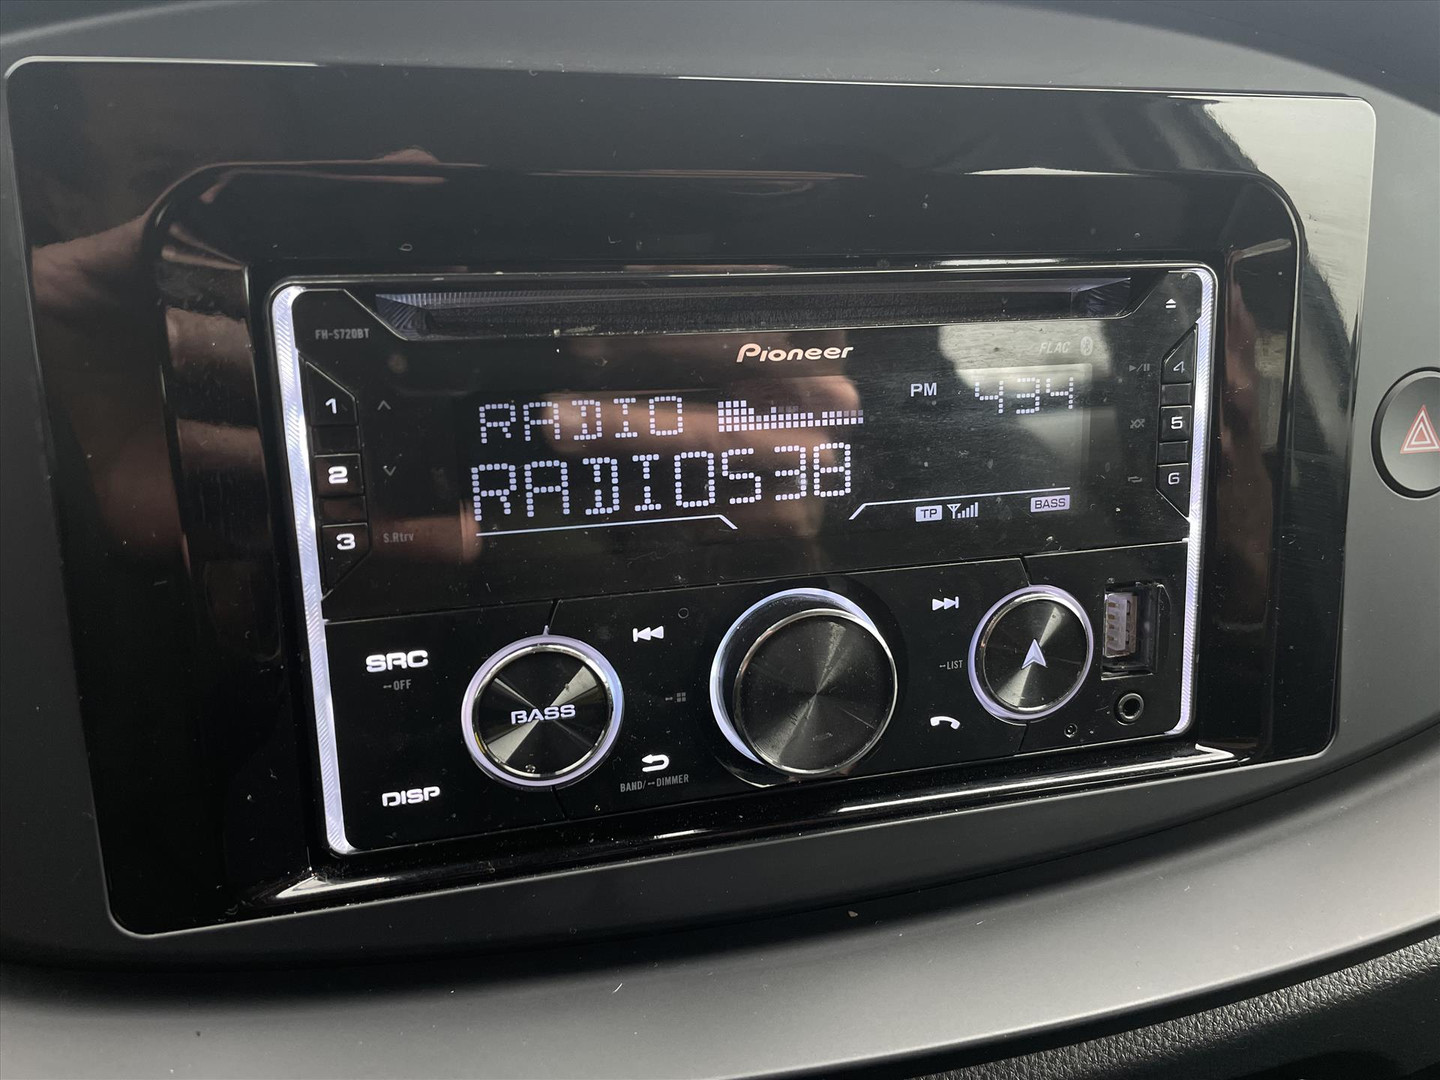 FH-S720BT
Pioneer
FLAC
RADIO
PM 4:34
RADIO538
TP
BASS
1
2
3
S.Rtrv
4
5
6
SRC
OFF
BASS
DISP
BAND/ DIMMER
LIST